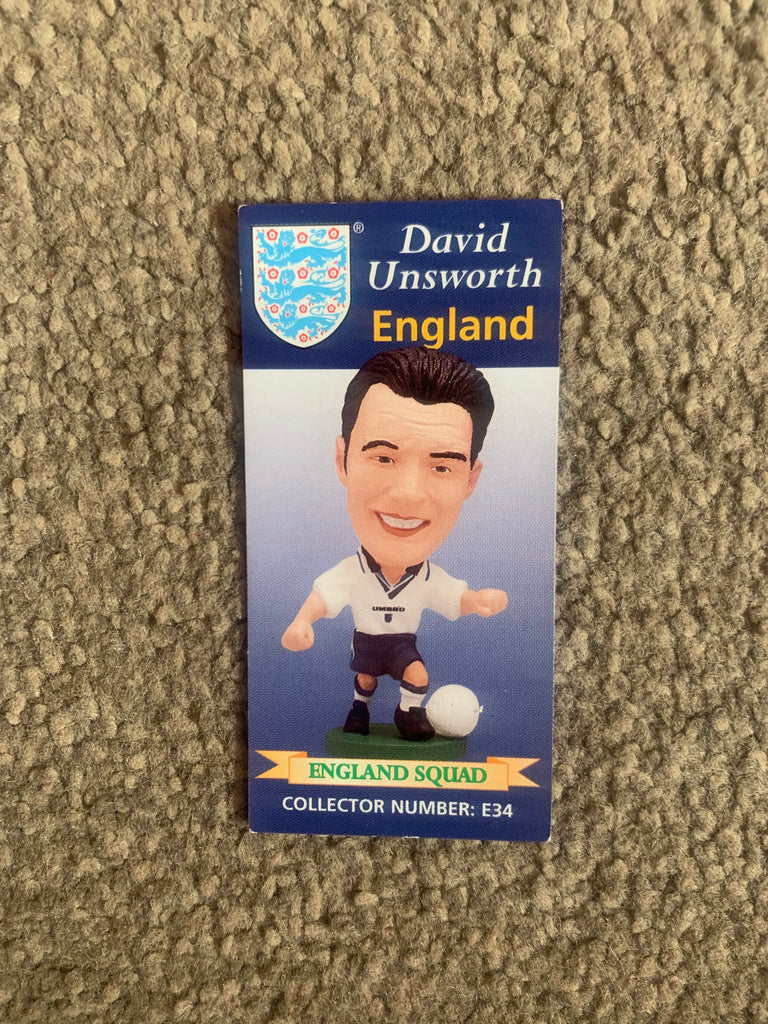 ®
David
Unsworth
England
UMBRO
ENGLAND SQUAD
COLLECTOR NUMBER: E34